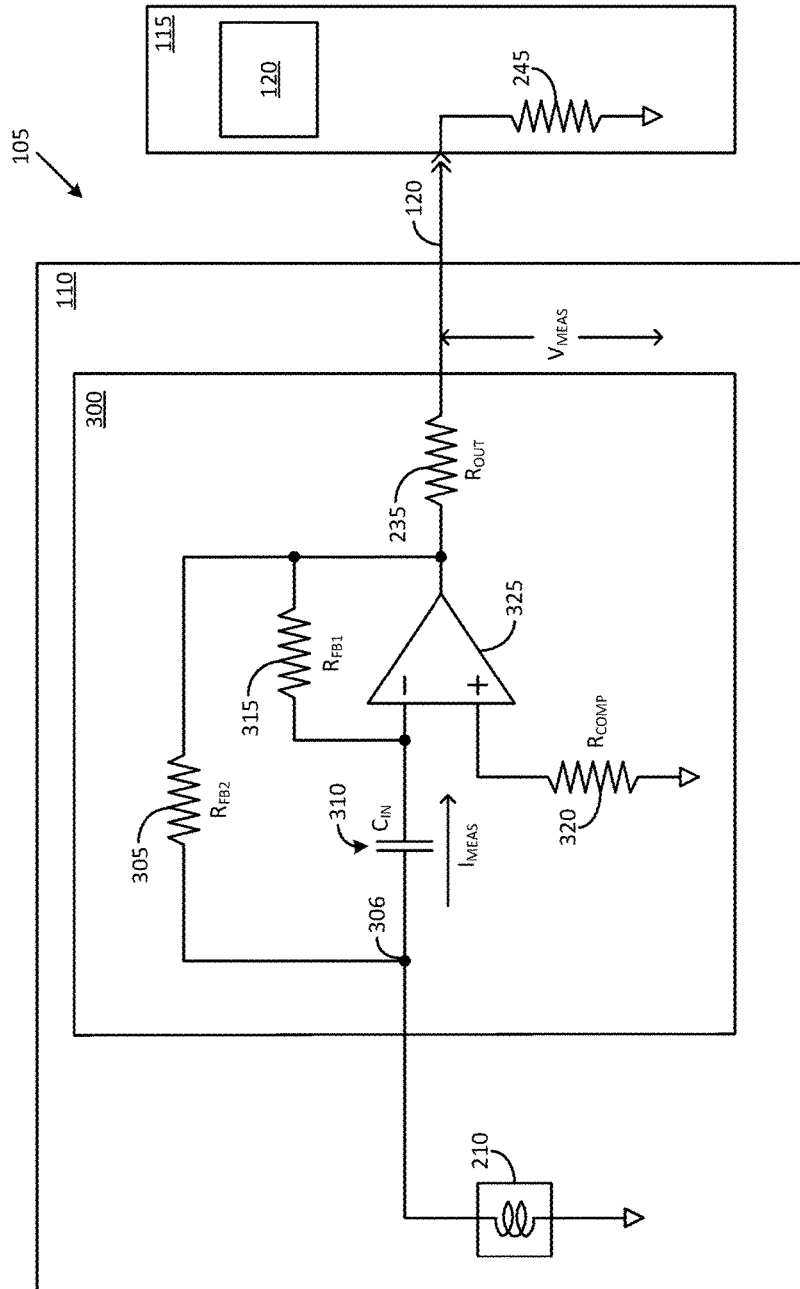 105
110
115
120
120
245
300
305
R_FB2
315
R_FB1
235
R_OUT
V_MEAS
306
310
C_IN
I_MEAS
−
+
325
320
R_COMP
210